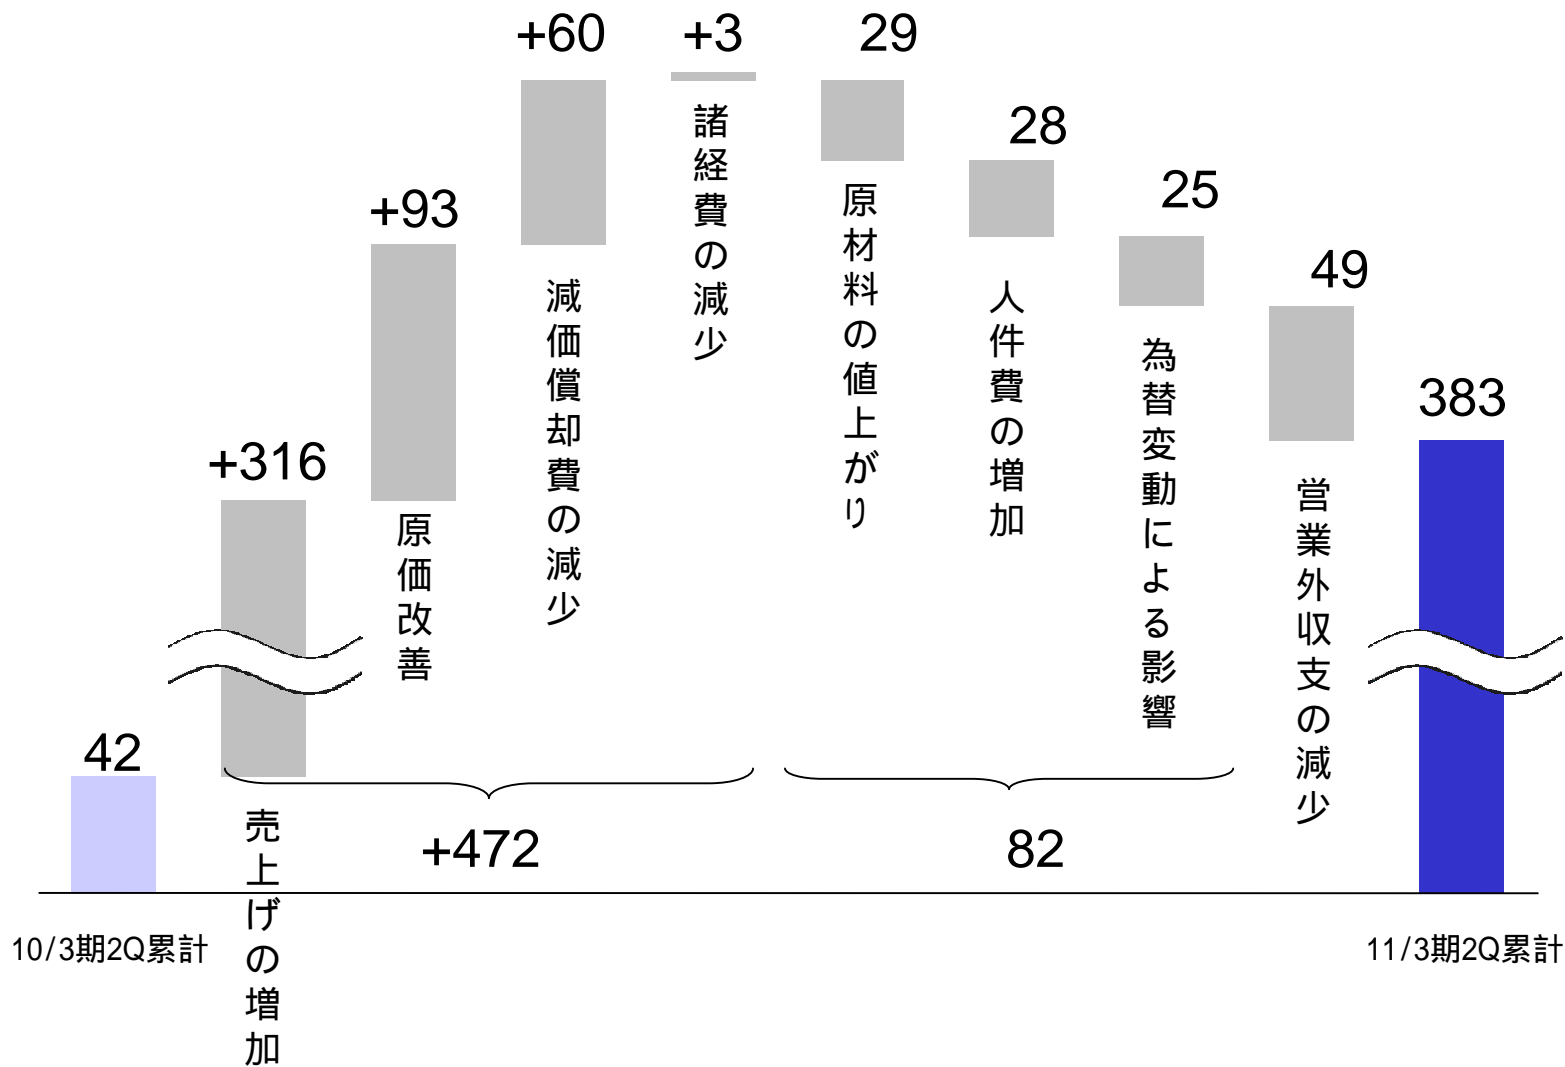 +60
+3
29
28
25
49
383
+93
+316
42
諸経費の減少
原材料の値上がり
減価償却費の減少
人件費の増加
為替変動による影響
営業外収支の減少
原価改善
売上げの増加
+472
82
10/3期2Q累計
11/3期2Q累計